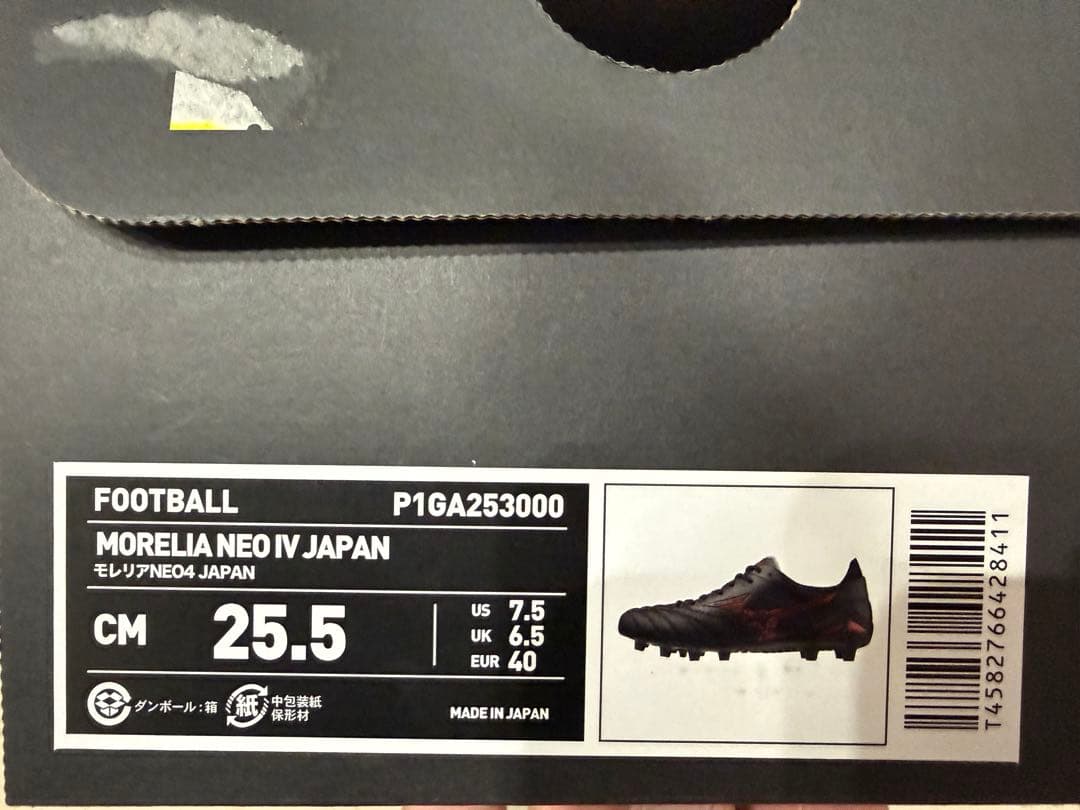 FOOTBALL P1GA253000
MORELIA NEO IV JAPAN
モレリアNEO4 JAPAN
CM 25.5
US 7.5
UK 6.5
EUR 40
ダンボール:箱 紙 中包装紙
保形材
MADE IN JAPAN
T4582766428411